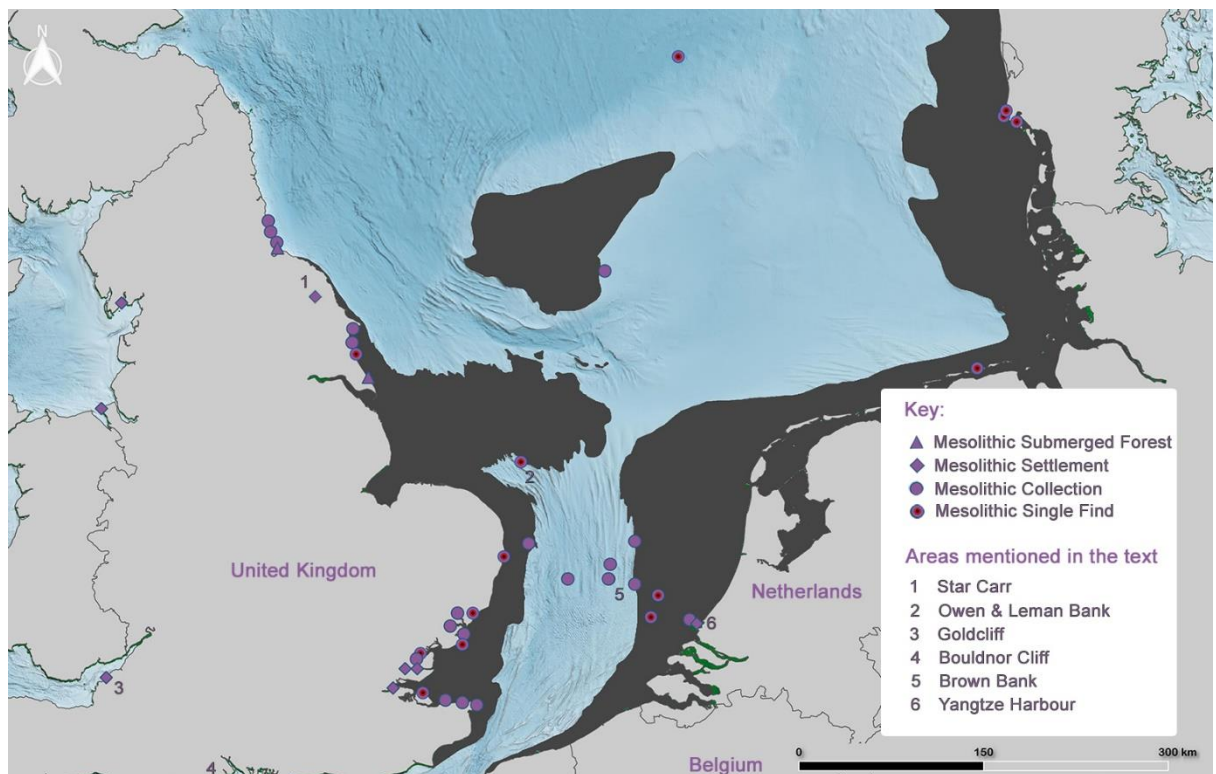 N
1
2
United Kingdom
5
Netherlands
6
3
4
Belgium
Key:
Mesolithic Submerged Forest
Mesolithic Settlement
Mesolithic Collection
Mesolithic Single Find
Areas mentioned in the text
1 Star Carr
2 Owen & Leman Bank
3 Goldcliff
4 Bouldnor Cliff
5 Brown Bank
6 Yangtze Harbour
0 150 300 km